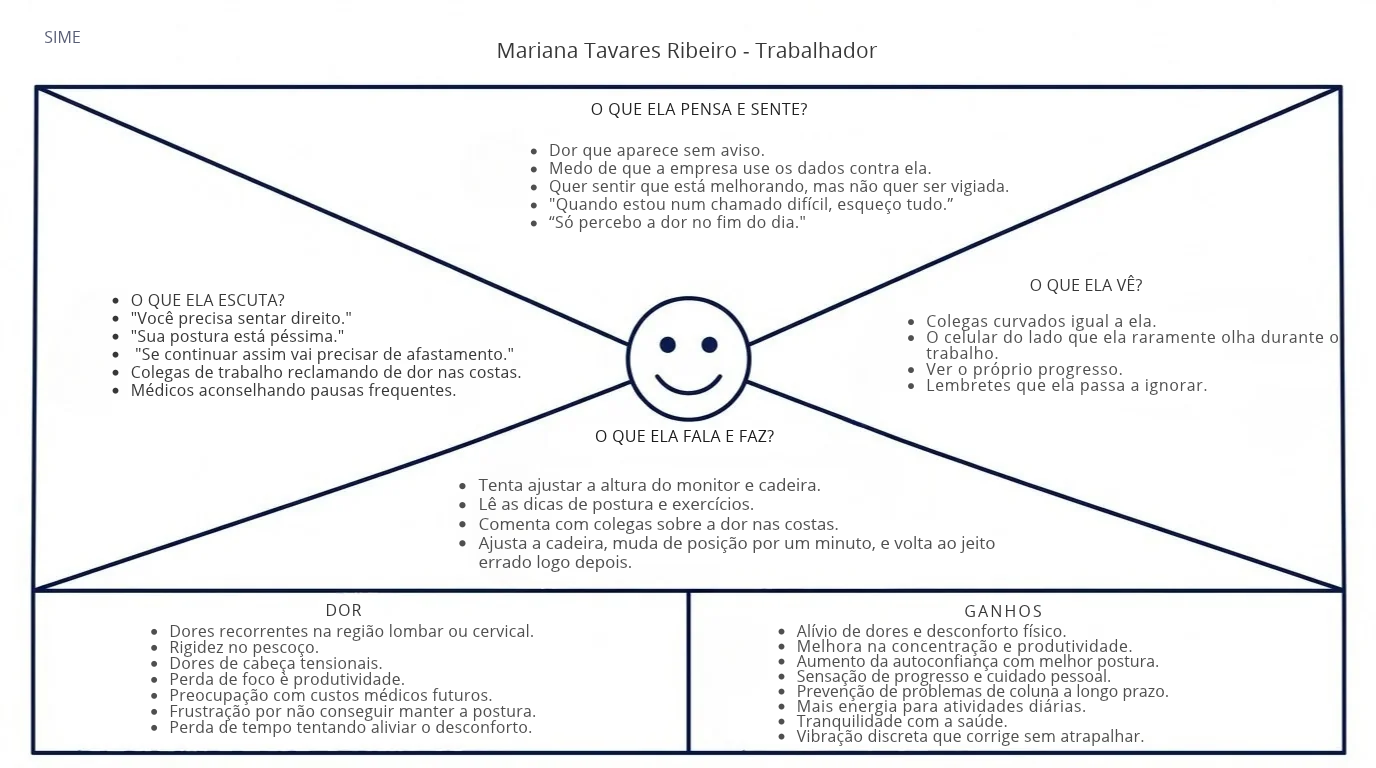 SIME
Mariana Tavares Ribeiro - Trabalhador
O QUE ELA PENSA E SENTE?
• Dor que aparece sem aviso.
• Medo de que a empresa use os dados contra ela.
• Quer sentir que está melhorando, mas não quer ser vigiada.
• "Quando estou num chamado difícil, esqueço tudo.”
• “Só percebo a dor no fim do dia."
• O QUE ELA ESCUTA?
• "Você precisa sentar direito."
• "Sua postura está péssima."
• "Se continuar assim vai precisar de afastamento."
• Colegas de trabalho reclamando de dor nas costas.
• Médicos aconselhando pausas frequentes.
O QUE ELA VÊ?
• Colegas curvados igual a ela.
• O celular do lado que ela raramente olha durante o
trabalho.
• Ver o próprio progresso.
• Lembretes que ela passa a ignorar.
O QUE ELA FALA E FAZ?
• Tenta ajustar a altura do monitor e cadeira.
• Lê as dicas de postura e exercícios.
• Comenta com colegas sobre a dor nas costas.
• Ajusta a cadeira, muda de posição por um minuto, e volta ao jeito
errado logo depois.
DOR
• Dores recorrentes na região lombar ou cervical.
• Rigidez no pescoço.
• Dores de cabeça tensionais.
• Perda de foco e produtividade.
• Preocupação com custos médicos futuros.
• Frustração por não conseguir manter a postura.
• Perda de tempo tentando aliviar o desconforto.
GANHOS
• Alívio de dores e desconforto físico.
• Melhora na concentração e produtividade.
• Aumento da autoconfiança com melhor postura.
• Sensação de progresso e cuidado pessoal.
• Prevenção de problemas de coluna a longo prazo.
• Mais energia para atividades diárias.
• Tranquilidade com a saúde.
• Vibração discreta que corrige sem atrapalhar.